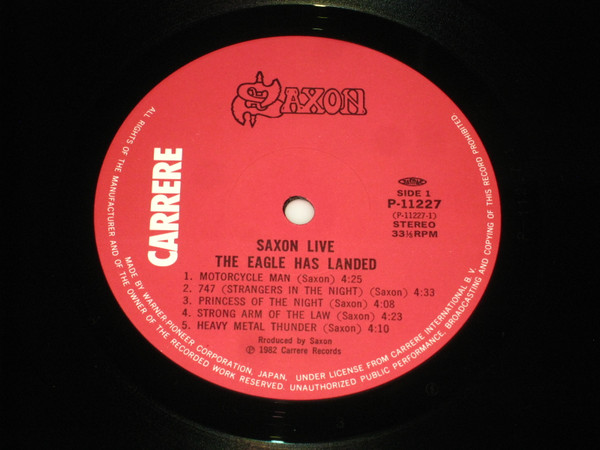 SAXON
CARRERE
SIDE 1
P-11227
(P-11227-1)
STEREO
33⅓RPM
SAXON LIVE
THE EAGLE HAS LANDED
1. MOTORCYCLE MAN (Saxon) 4:25
2. 747 (STRANGERS IN THE NIGHT) (Saxon) 4:33
3. PRINCESS OF THE NIGHT (Saxon) 4:08
4. STRONG ARM OF THE LAW (Saxon) 4:23
5. HEAVY METAL THUNDER (Saxon) 4:10
Produced by Saxon
℗ 1982 Carrere Records
ALL RIGHTS OF THE MANUFACTURER AND OF THE OWNER OF THE RECORDED WORK RESERVED. UNAUTHORIZED PUBLIC PERFORMANCE, BROADCASTING AND COPYING OF THIS RECORD PROHIBITED.
MADE BY WARNER-PIONEER CORPORATION, JAPAN, UNDER LICENSE FROM CARRERE INTERNATIONAL B.V.